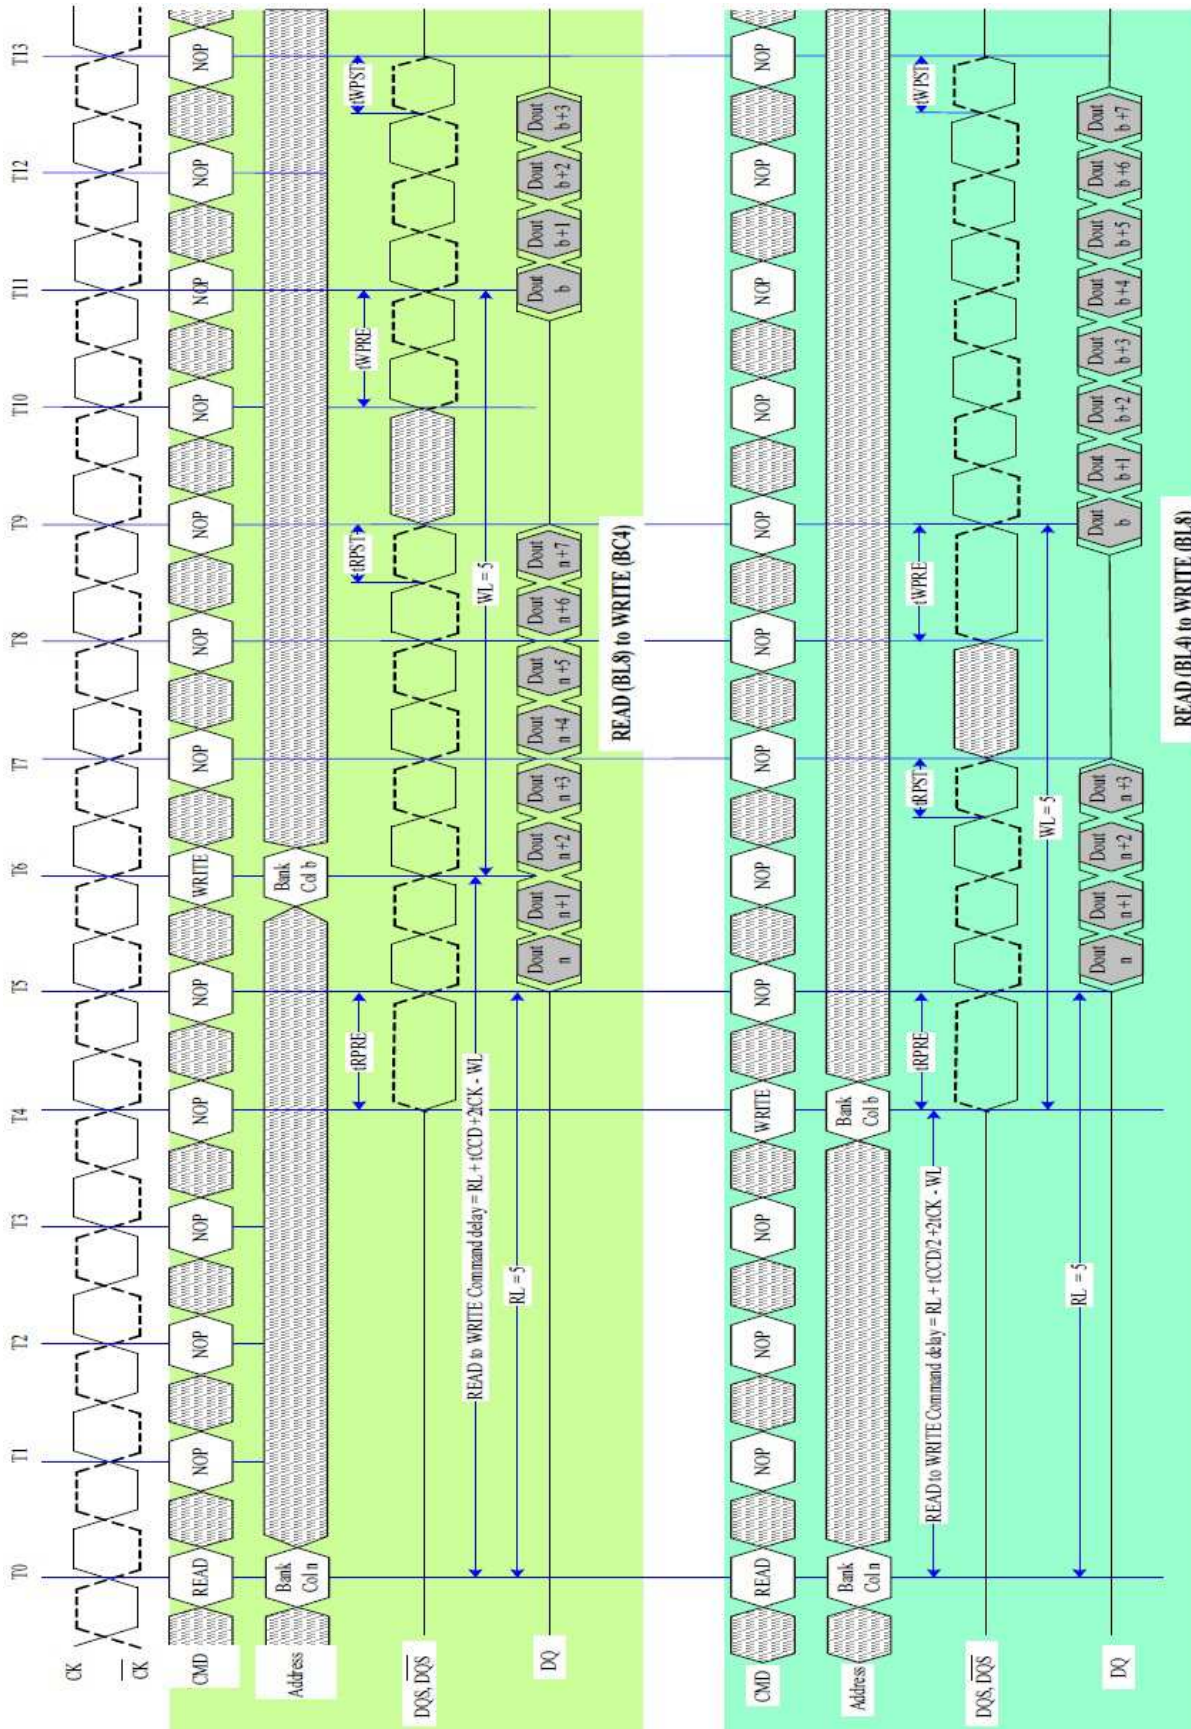 T0 T1 T2 T3 T4 T5 T6 T7 T8 T9 T10 T11 T12 T13
CK
CK
CMD READ NOP NOP NOP NOP NOP WRITE NOP NOP NOP NOP NOP NOP NOP
Address Bank Bank
Col n Col b
tRPRE tRPST tWPRE tWPST
DQS, DQS
READ to WRITE Command delay = RL + tCCD + 2tCK - WL WL = 5
RL = 5
DQ Dout Dout Dout Dout Dout Dout Dout Dout Dout Dout Dout Dout
n n+1 n+2 n+3 n+4 n+5 n+6 n+7 b b+1 b+2 b+3
READ (BL8) to WRITE (BC4)
CMD READ NOP NOP NOP WRITE NOP NOP NOP NOP NOP NOP NOP NOP NOP
Address Bank Bank
Col n Col b
tRPRE tRPST tWPRE tWPST
READ to WRITE Command delay = RL + tCCD/2 + 2tCK - WL
DQS, DQS
WL = 5
RL = 5
DQ Dout Dout Dout Dout Dout Dout Dout Dout Dout Dout Dout Dout
n n+1 n+2 n+3 b b+1 b+2 b+3 b+4 b+5 b+6 b+7
READ (BL4) to WRITE (BL8)